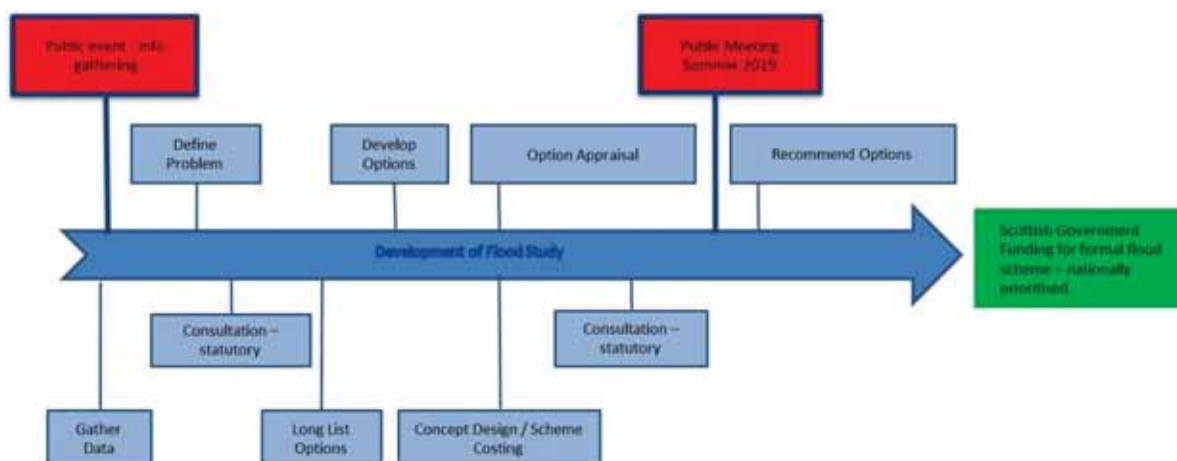 Public event - info
gathering
Public Meeting
Summer 2019
Define
Problem
Develop
Options
Option Appraisal
Recommend Options
Development of Flood Study
Scottish Government
Funding for formal flood
scheme – nationally
prioritised
Consultation –
statutory
Consultation –
statutory
Gather
Data
Long List
Options
Concept Design / Scheme
Costing